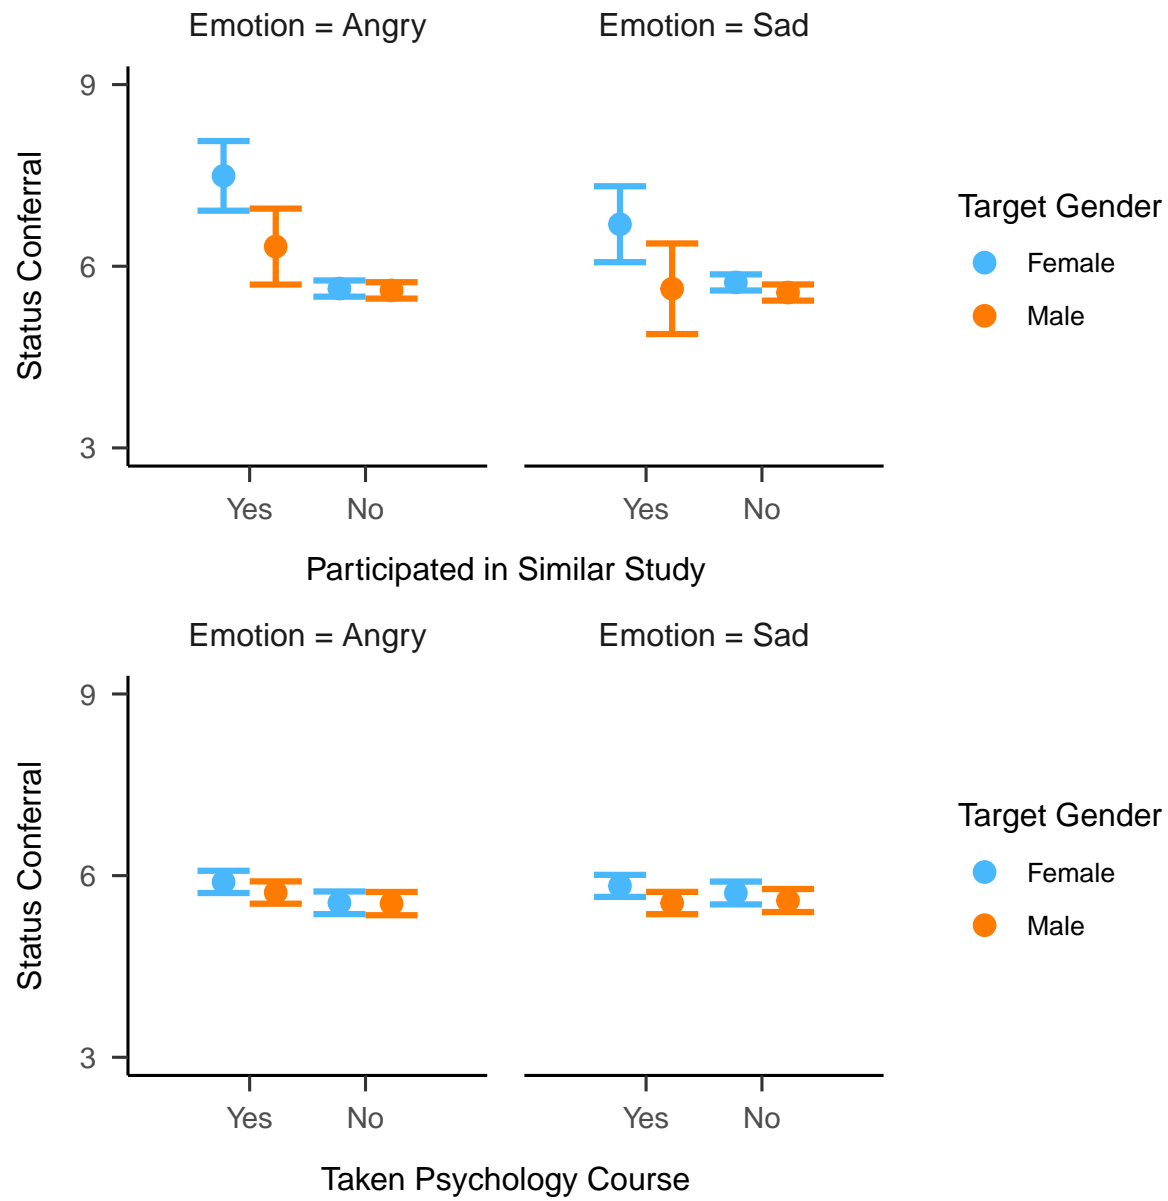 Emotion = Angry
Emotion = Sad
9
6
3
Status Conferral
Yes
No
Yes
No
Participated in Similar Study
Target Gender
Female
Male
Emotion = Angry
Emotion = Sad
9
6
3
Status Conferral
Yes
No
Yes
No
Taken Psychology Course
Target Gender
Female
Male